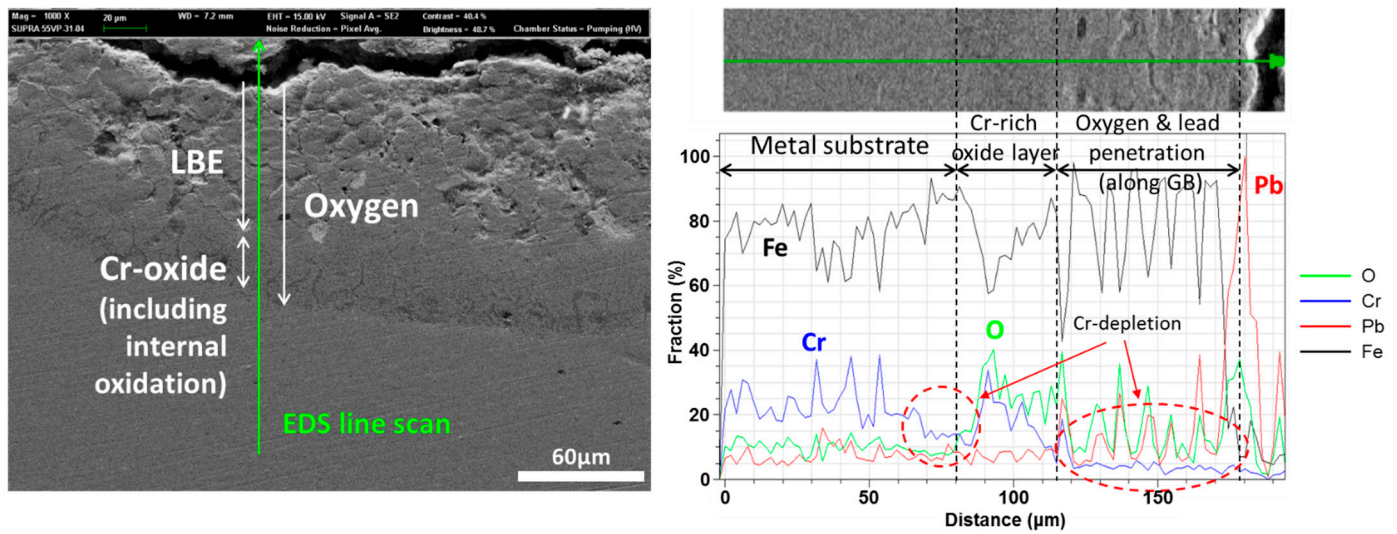 Mag = 1000 X
20 µm
WD = 7.2 mm
EHT = 15.00 kV
Signal A = SE2
Contrast = 40.4 %
SUPRA 55VP-31-84
Noise Reduction = Pixel Avg.
Brightness = 48.7 %
Chamber Status = Pumping (HV)
LBE
Oxygen
Cr-oxide
(including
internal
oxidation)
EDS line scan
60µm
Metal substrate
Cr-rich
oxide layer
Oxygen & lead
penetration
(along GB)
Pb
Fe
Cr
O
Cr-depletion
Fraction (%)
100
80
60
40
20
0
0
50
100
150
Distance (µm)
O
Cr
Pb
Fe